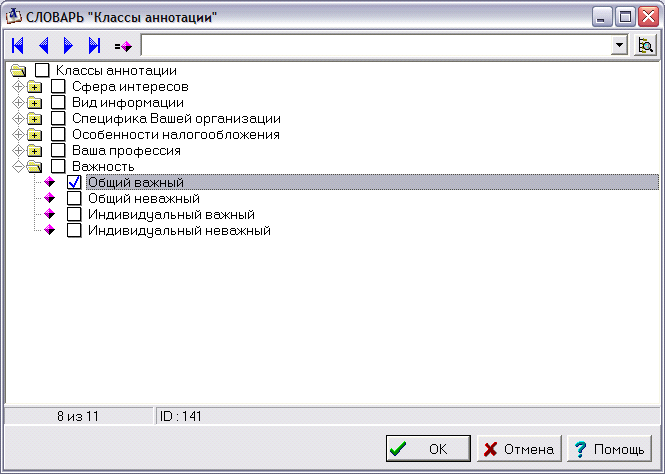 СЛОВАРЬ "Классы аннотации"
Классы аннотации
Сфера интересов
Вид информации
Специфика Вашей организации
Особенности налогообложения
Ваша профессия
Важность
Общий важный
Общий неважный
Индивидуальный важный
Индивидуальный неважный
8 из 11 ID : 141
OK Отмена ? Помощь